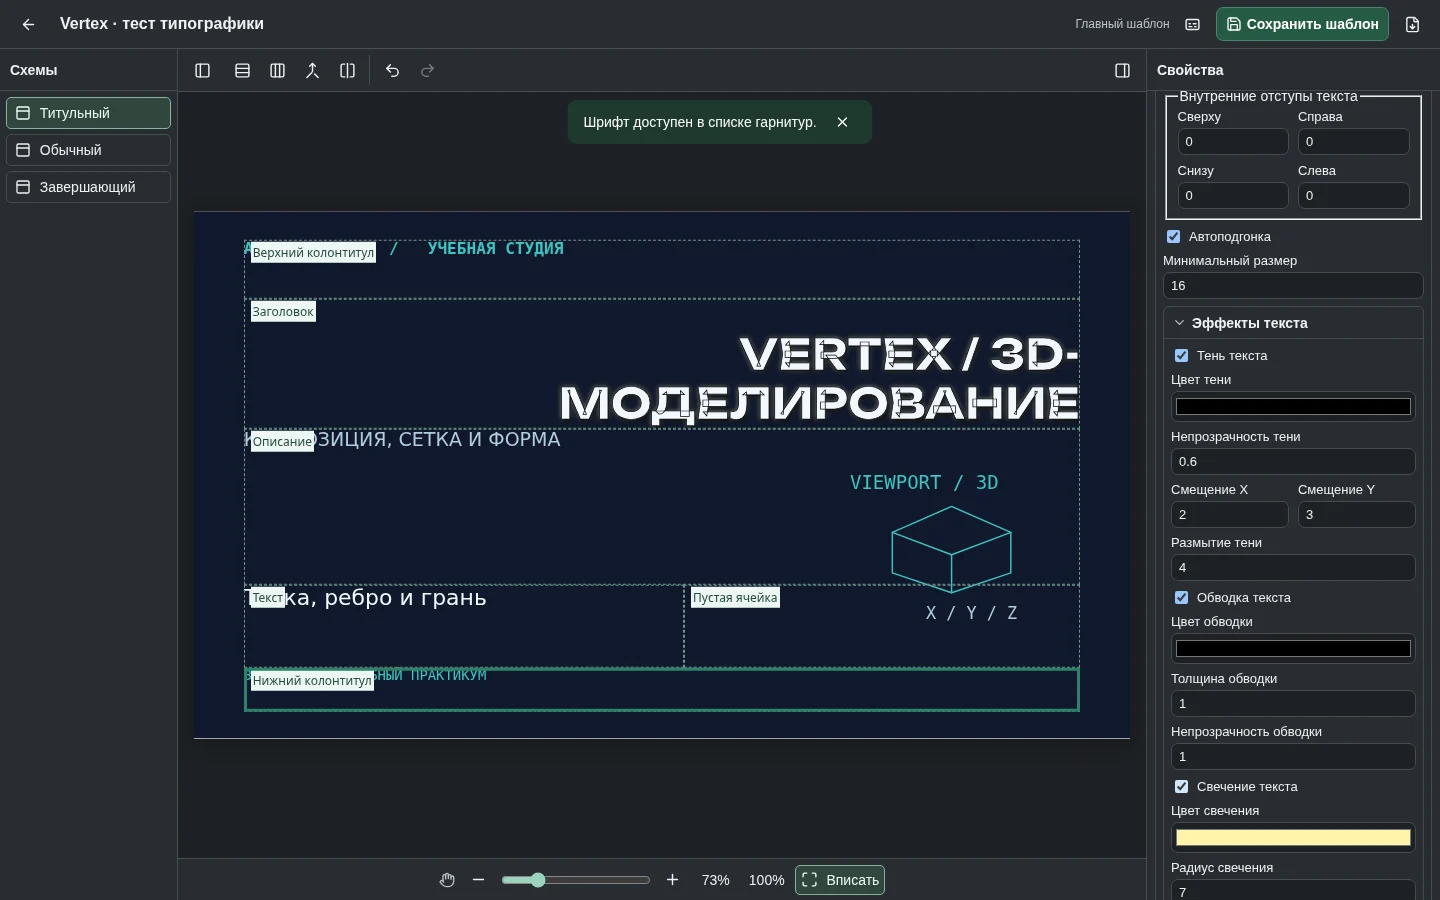 Vertex · тест типографики
Главный шаблон
Сохранить шаблон
Схемы
Свойства
Титульный
Обычный
Завершающий
Шрифт доступен в списке гарнитур.
Верхний колонтитул
/ УЧЕБНАЯ СТУДИЯ
Заголовок
VERTEX / 3D-
МОДЕЛИРОВАНИЕ
Описание
ЗИЦИЯ, СЕТКА И ФОРМА
VIEWPORT / 3D
Текст
ка, ребро и грань
Пустая ячейка
X / Y / Z
Нижний колонтитул
ЬНЫЙ ПРАКТИКУМ
73%
100%
Вписать
Внутренние отступы текста
Сверху
Справа
0
0
Снизу
Слева
0
0
Автоподгонка
Минимальный размер
16
Эффекты текста
Тень текста
Цвет тени
Непрозрачность тени
0.6
Смещение X
Смещение Y
2
3
Размытие тени
4
Обводка текста
Цвет обводки
Толщина обводки
1
Непрозрачность обводки
1
Свечение текста
Цвет свечения
Радиус свечения
7